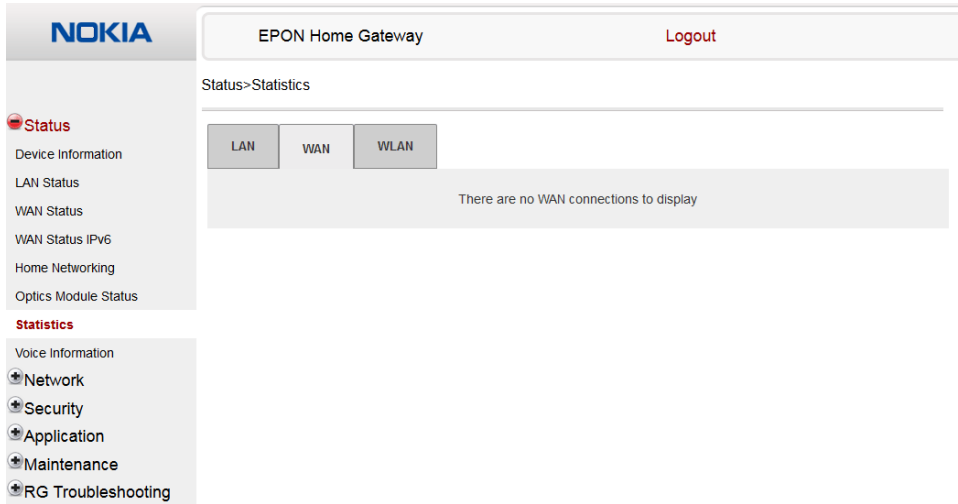 NOKIA
EPON Home Gateway
Logout
Status>Statistics
Status
Device Information
LAN Status
WAN Status
WAN Status IPv6
Home Networking
Optics Module Status
Statistics
Voice Information
Network
Security
Application
Maintenance
RG Troubleshooting
LAN
WAN
WLAN
There are no WAN connections to display